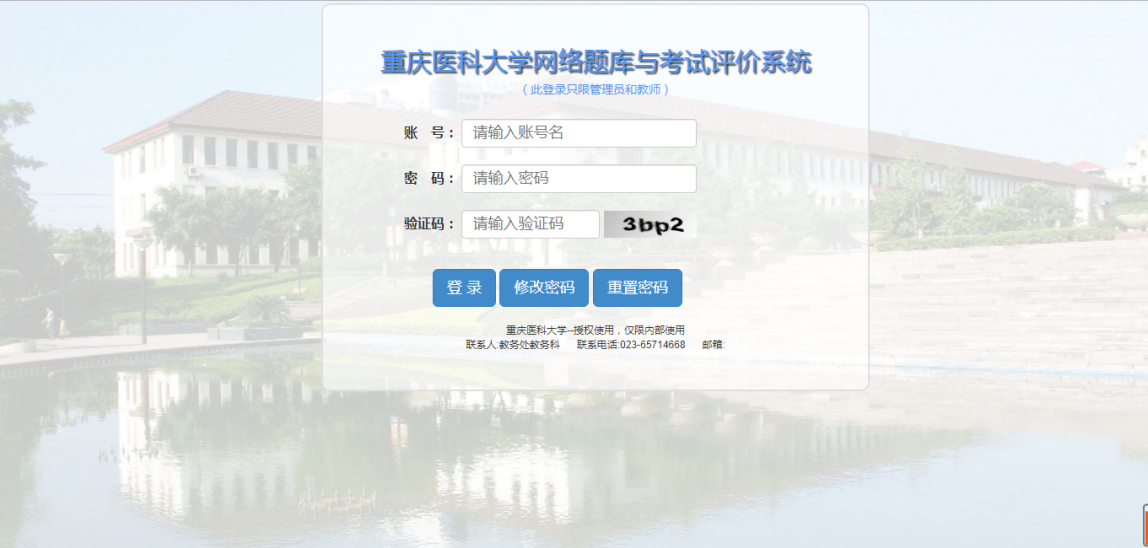 重庆医科大学网络题库与考试评价系统
（此登录只限管理员和教师）
账 号： 请输入账号名
密 码： 请输入密码
验证码： 请输入验证码 3bp2
登 录 修改密码 重置密码
重庆医科大学--授权使用，仅限内部使用
联系人:教务处教务科 联系电话:023-65714668 邮箱: